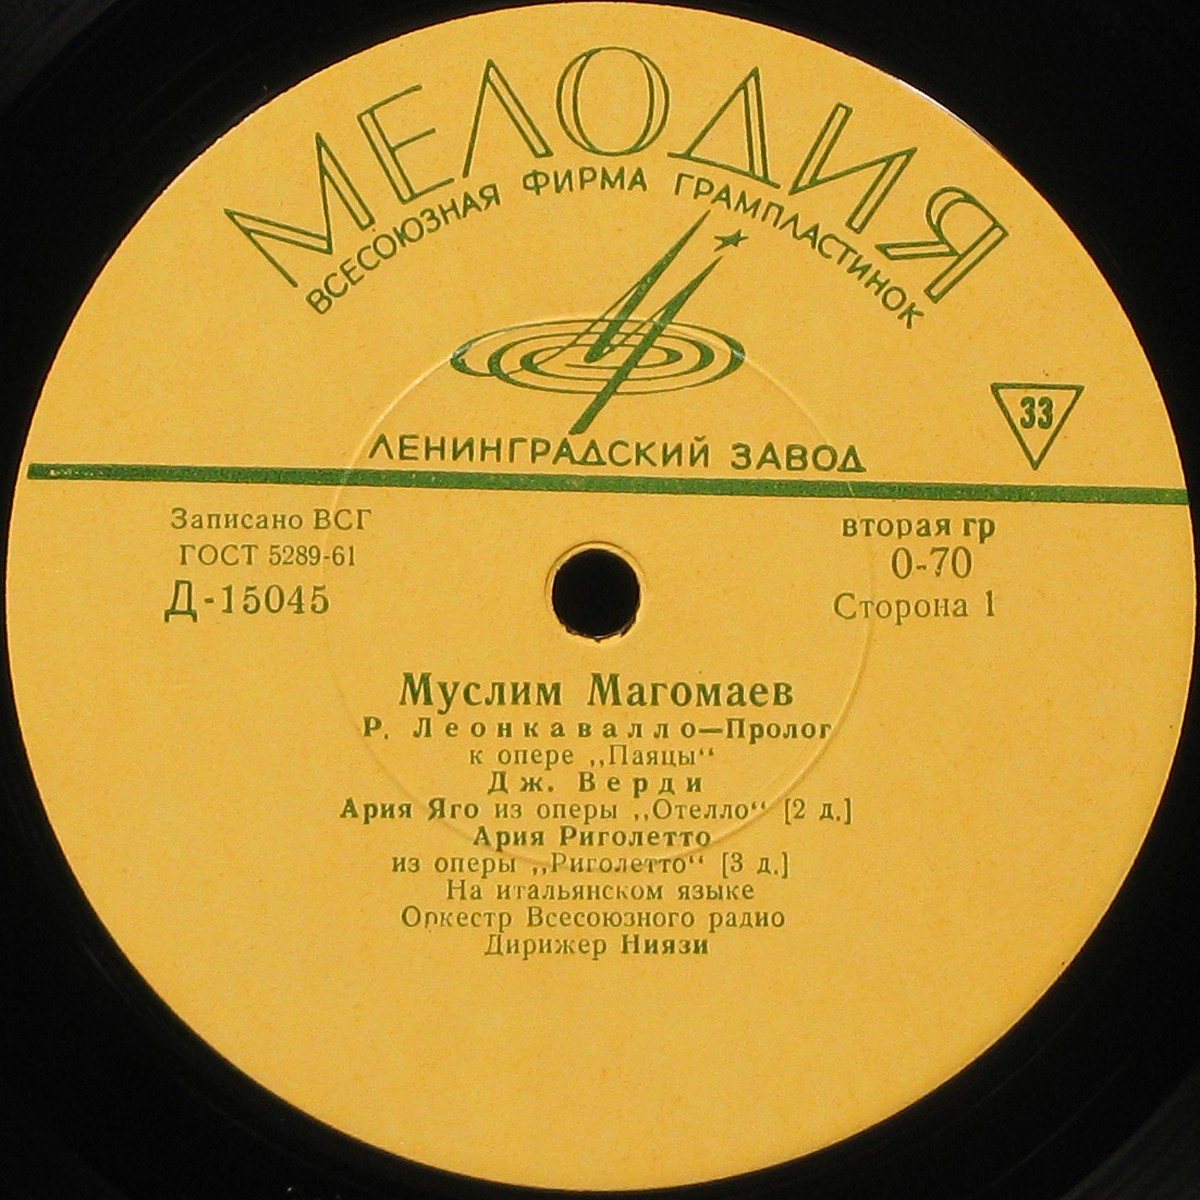 МЕЛОДИЯ
ВСЕСОЮЗНАЯ ФИРМА ГРАМПЛАСТИНОК
ЛЕНИНГРАДСКИЙ ЗАВОД
33
Записано ВСГ
ГОСТ 5289-61
Д-15045
вторая гр
0-70
Сторона 1
Муслим Магомаев
Р. Леонкавалло—Пролог
к опере „Паяцы“
Дж. Верди
Ария Яго из оперы „Отелло“ [2 д.]
Ария Риголетто
из оперы „Риголетто“ [3 д.]
На итальянском языке
Оркестр Всесоюзного радио
Дирижер Ниязи